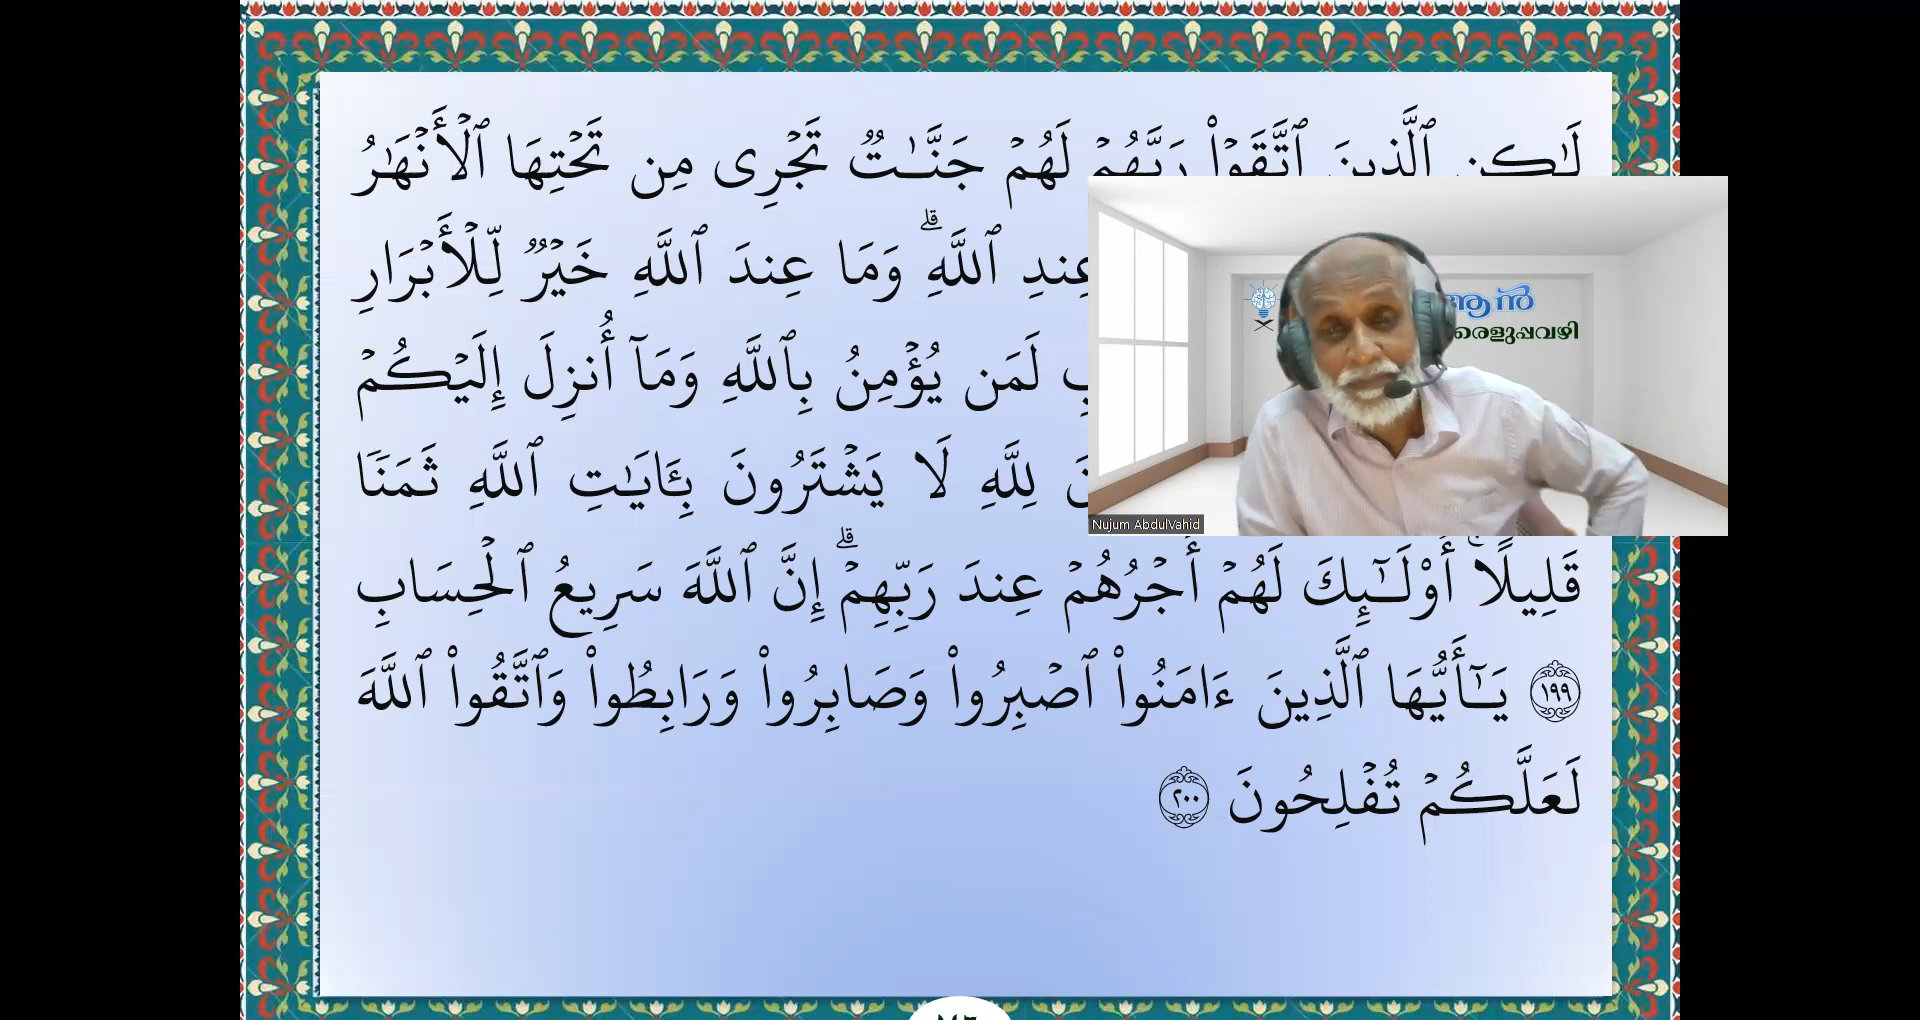 لَٰكِنِ ٱلَّذِينَ ٱتَّقَوۡاْ رَبَّهُمۡ لَهُمۡ جَنَّٰتٞ تَجۡرِي مِن تَحۡتِهَا ٱلۡأَنۡهَٰرُ
عِندِ ٱللَّهِۗ وَمَا عِندَ ٱللَّهِ خَيۡرٞ لِّلۡأَبۡرَارِ
لَمَن يُؤۡمِنُ بِٱللَّهِ وَمَآ أُنزِلَ إِلَيۡكُمۡ
لِلَّهِ لَا يَشۡتَرُونَ بِـَٔايَٰتِ ٱللَّهِ ثَمَنٗا
قَلِيلًاۚ أُوْلَٰٓئِكَ لَهُمۡ أَجۡرُهُمۡ عِندَ رَبِّهِمۡۗ إِنَّ ٱللَّهَ سَرِيعُ ٱلۡحِسَابِ
١٩٩ يَٰٓأَيُّهَا ٱلَّذِينَ ءَامَنُواْ ٱصۡبِرُواْ وَصَابِرُواْ وَرَابِطُواْ وَٱتَّقُواْ ٱللَّهَ
لَعَلَّكُمۡ تُفۡلِحُونَ ٢٠٠
Nujum AbdulVahid